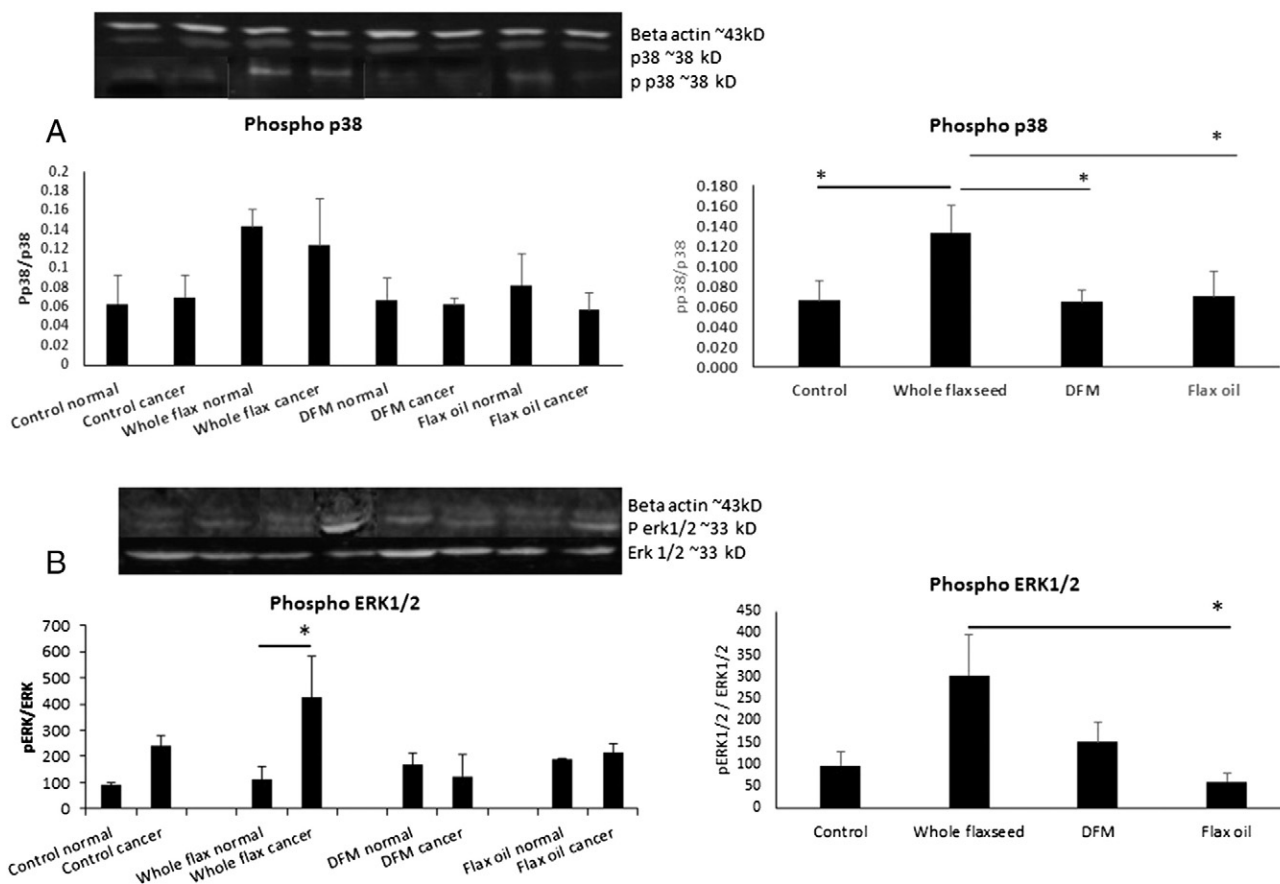 Beta actin ~43kD
p38 ~38 kD
p p38 ~38 kD
A
Phospho p38
Pp38/p38
0.2
0.18
0.16
0.14
0.12
0.1
0.08
0.06
0.04
0.02
0
Control normal
Control cancer
Whole flax normal
Whole flax cancer
DFM normal
DFM cancer
Flax oil normal
Flax oil cancer
Phospho p38
*
*
*
pp38/p38
0.180
0.160
0.140
0.120
0.100
0.080
0.060
0.040
0.020
0.000
Control
Whole flaxseed
DFM
Flax oil
Beta actin ~43kD
P erk1/2 ~33 kD
Erk 1/2 ~33 kD
B
Phospho ERK1/2
*
pERK/ERK
700
600
500
400
300
200
100
0
Control normal
Control cancer
Whole flax normal
Whole flax cancer
DFM normal
DFM cancer
Flax oil normal
Flax oil cancer
Phospho ERK1/2
*
pERK1/2 / ERK1/2
450
400
350
300
250
200
150
100
50
0
Control
Whole flaxseed
DFM
Flax oil